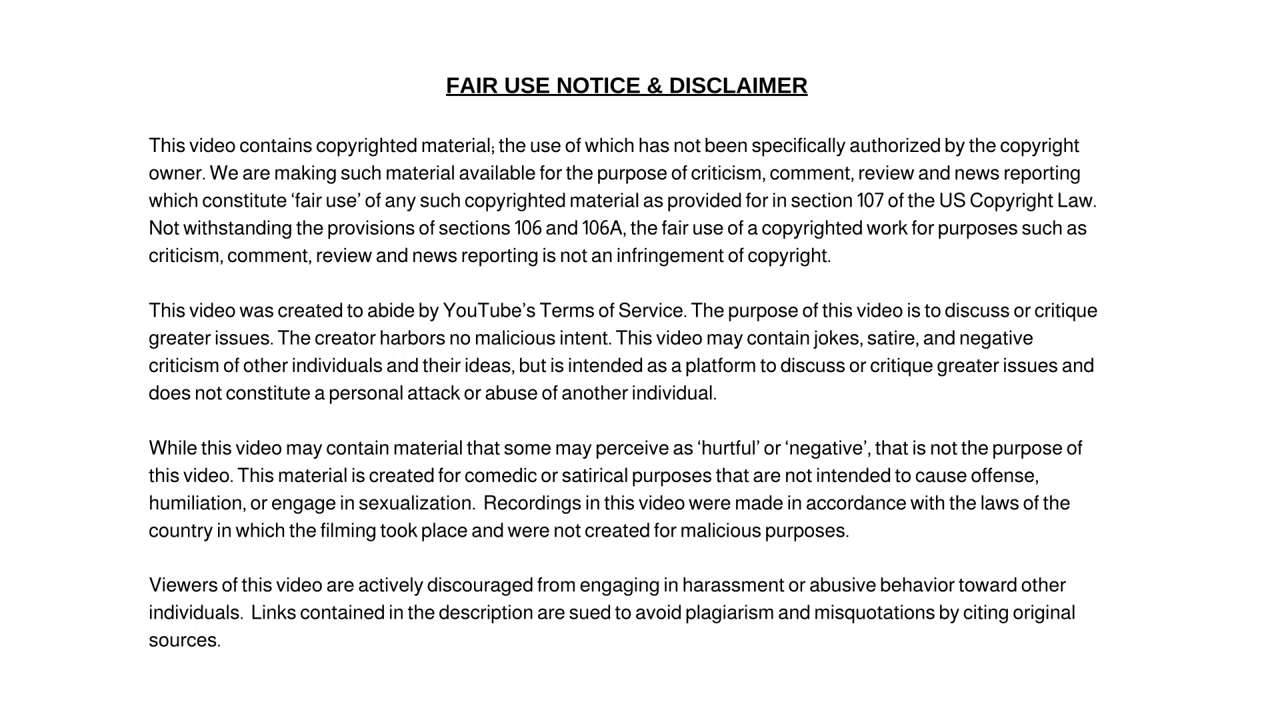 FAIR USE NOTICE & DISCLAIMER
This video contains copyrighted material; the use of which has not been specifically authorized by the copyright
owner. We are making such material available for the purpose of criticism, comment, review and news reporting
which constitute ‘fair use’ of any such copyrighted material as provided for in section 107 of the US Copyright Law.
Not withstanding the provisions of sections 106 and 106A, the fair use of a copyrighted work for purposes such as
criticism, comment, review and news reporting is not an infringement of copyright.
This video was created to abide by YouTube’s Terms of Service. The purpose of this video is to discuss or critique
greater issues. The creator harbors no malicious intent. This video may contain jokes, satire, and negative
criticism of other individuals and their ideas, but is intended as a platform to discuss or critique greater issues and
does not constitute a personal attack or abuse of another individual.
While this video may contain material that some may perceive as ‘hurtful’ or ‘negative’, that is not the purpose of
this video. This material is created for comedic or satirical purposes that are not intended to cause offense,
humiliation, or engage in sexualization.  Recordings in this video were made in accordance with the laws of the
country in which the filming took place and were not created for malicious purposes.
Viewers of this video are actively discouraged from engaging in harassment or abusive behavior toward other
individuals.  Links contained in the description are sued to avoid plagiarism and misquotations by citing original
sources.